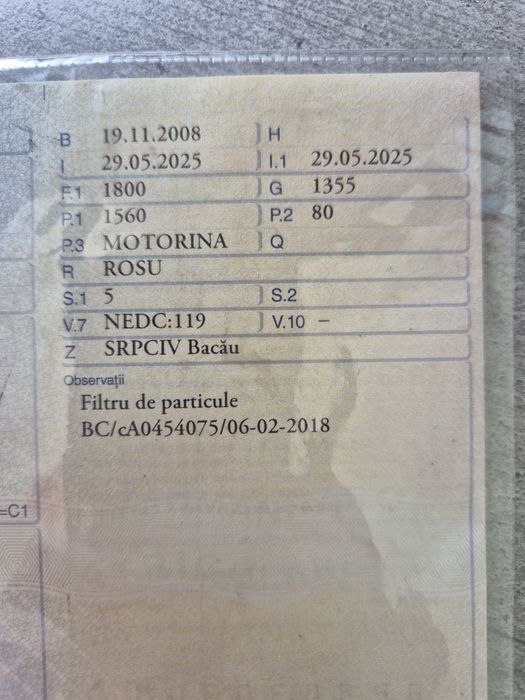 B 19.11.2008 H
I 29.05.2025 I.1 29.05.2025
F.1 1800 G 1355
P.1 1560 P.2 80
P.3 MOTORINA Q
R ROSU
S.1 5 S.2
V.7 NEDC:119 V.10 –
Z SRPCIV Bacău
Observații
Filtru de particule
BC/cA0454075/06-02-2018
=C1